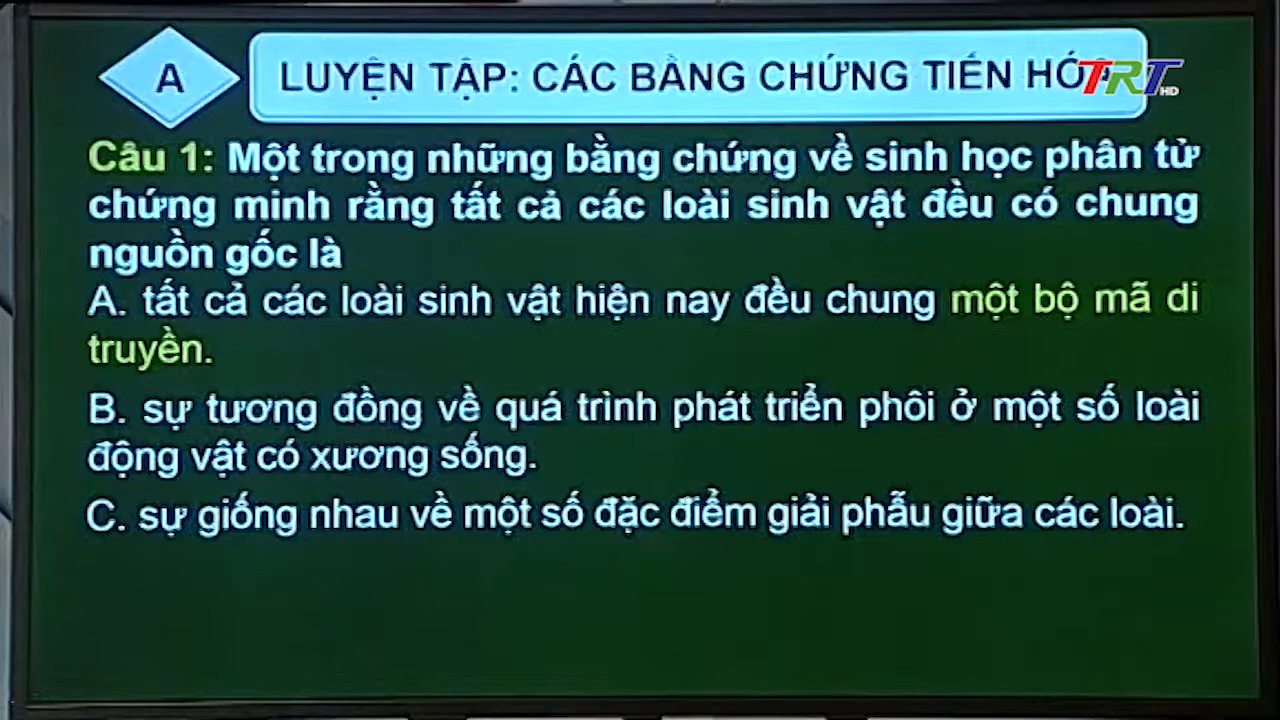 A
LUYỆN TẬP: CÁC BẰNG CHỨNG TIẾN HÓA
TRT HD
Câu 1: Một trong những bằng chứng về sinh học phân tử
chứng minh rằng tất cả các loài sinh vật đều có chung
nguồn gốc là
A. tất cả các loài sinh vật hiện nay đều chung một bộ mã di
truyền.
B. sự tương đồng về quá trình phát triển phôi ở một số loài
động vật có xương sống.
C. sự giống nhau về một số đặc điểm giải phẫu giữa các loài.